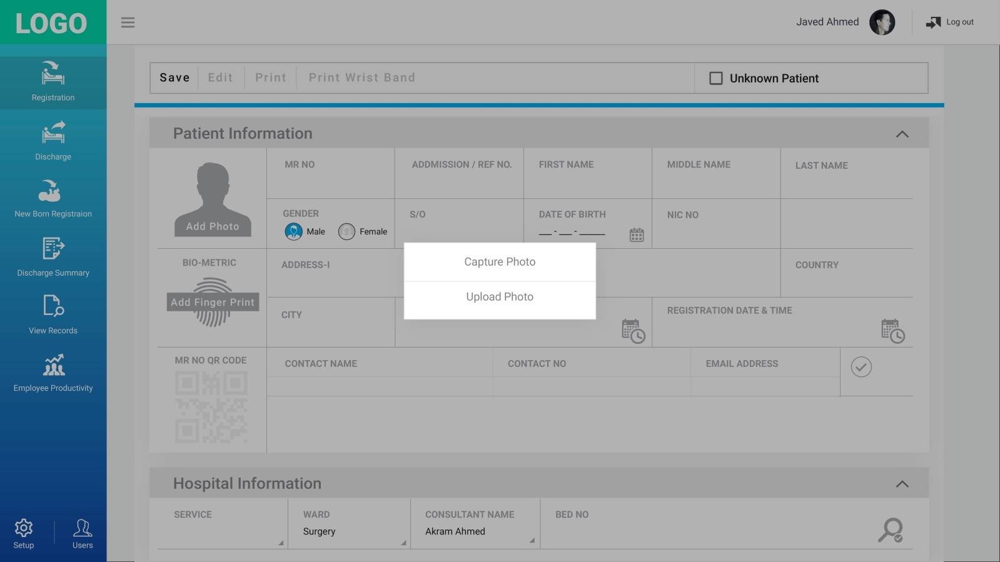 LOGO
Javed Ahmed
Log out
Registration
Discharge
New Born Registraion
Discharge Summary
View Records
Employee Productivity
Setup
Users
Save
Edit
Print
Print Wrist Band
Unknown Patient
Patient Information
Add Photo
MR NO
ADDMISSION / REF NO.
FIRST NAME
MIDDLE NAME
LAST NAME
GENDER
Male
Female
S/O
DATE OF BIRTH
___ - ___ - ______
NIC NO
BIO-METRIC
Add Finger Print
ADDRESS-I
COUNTRY
Capture Photo
Upload Photo
CITY
REGISTRATION DATE & TIME
MR NO QR CODE
CONTACT NAME
CONTACT NO
EMAIL ADDRESS
Hospital Information
SERVICE
WARD
Surgery
CONSULTANT NAME
Akram Ahmed
BED NO